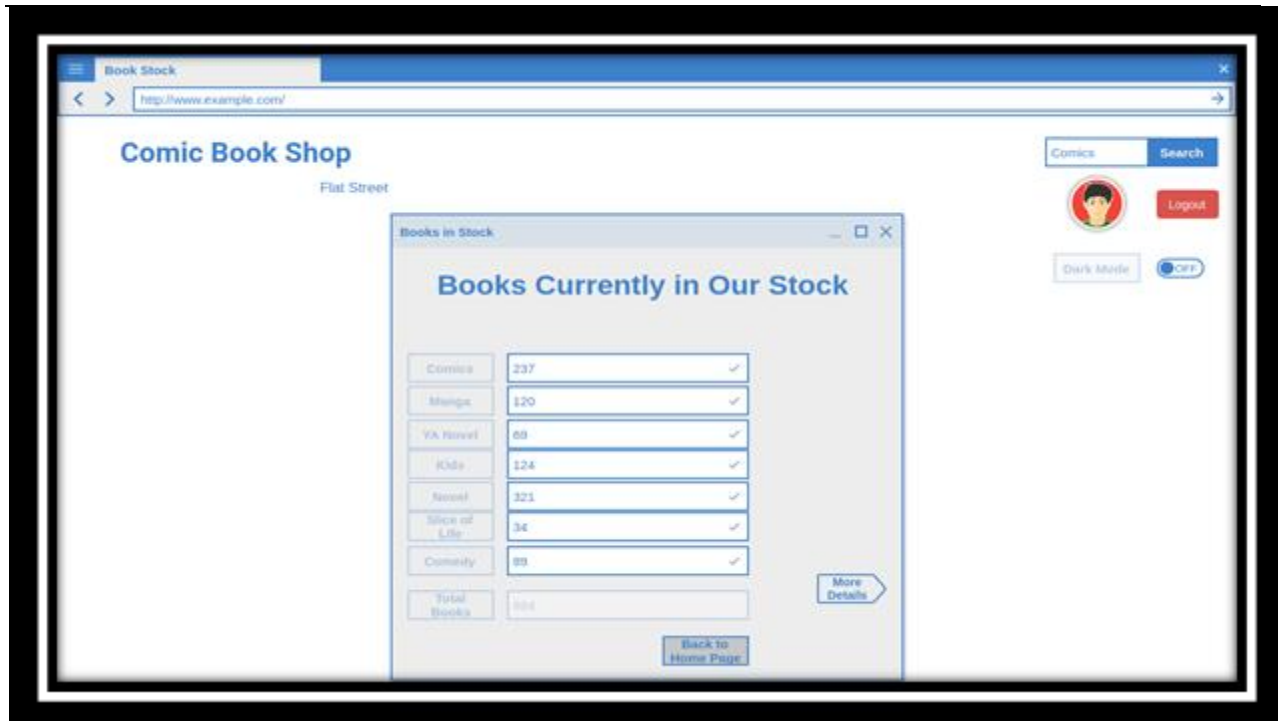 Book Stock
http://www.example.com/
Comic Book Shop
Flat Street
Comics
Search
Logout
Dark Mode
OFF
Books in Stock
Books Currently in Our Stock
Comics
237
Manga
120
YA Novel
Kids
124
Novel
321
Slice of
Life
34
Comedy
Total
Books
More
Details
Back to
Home Page